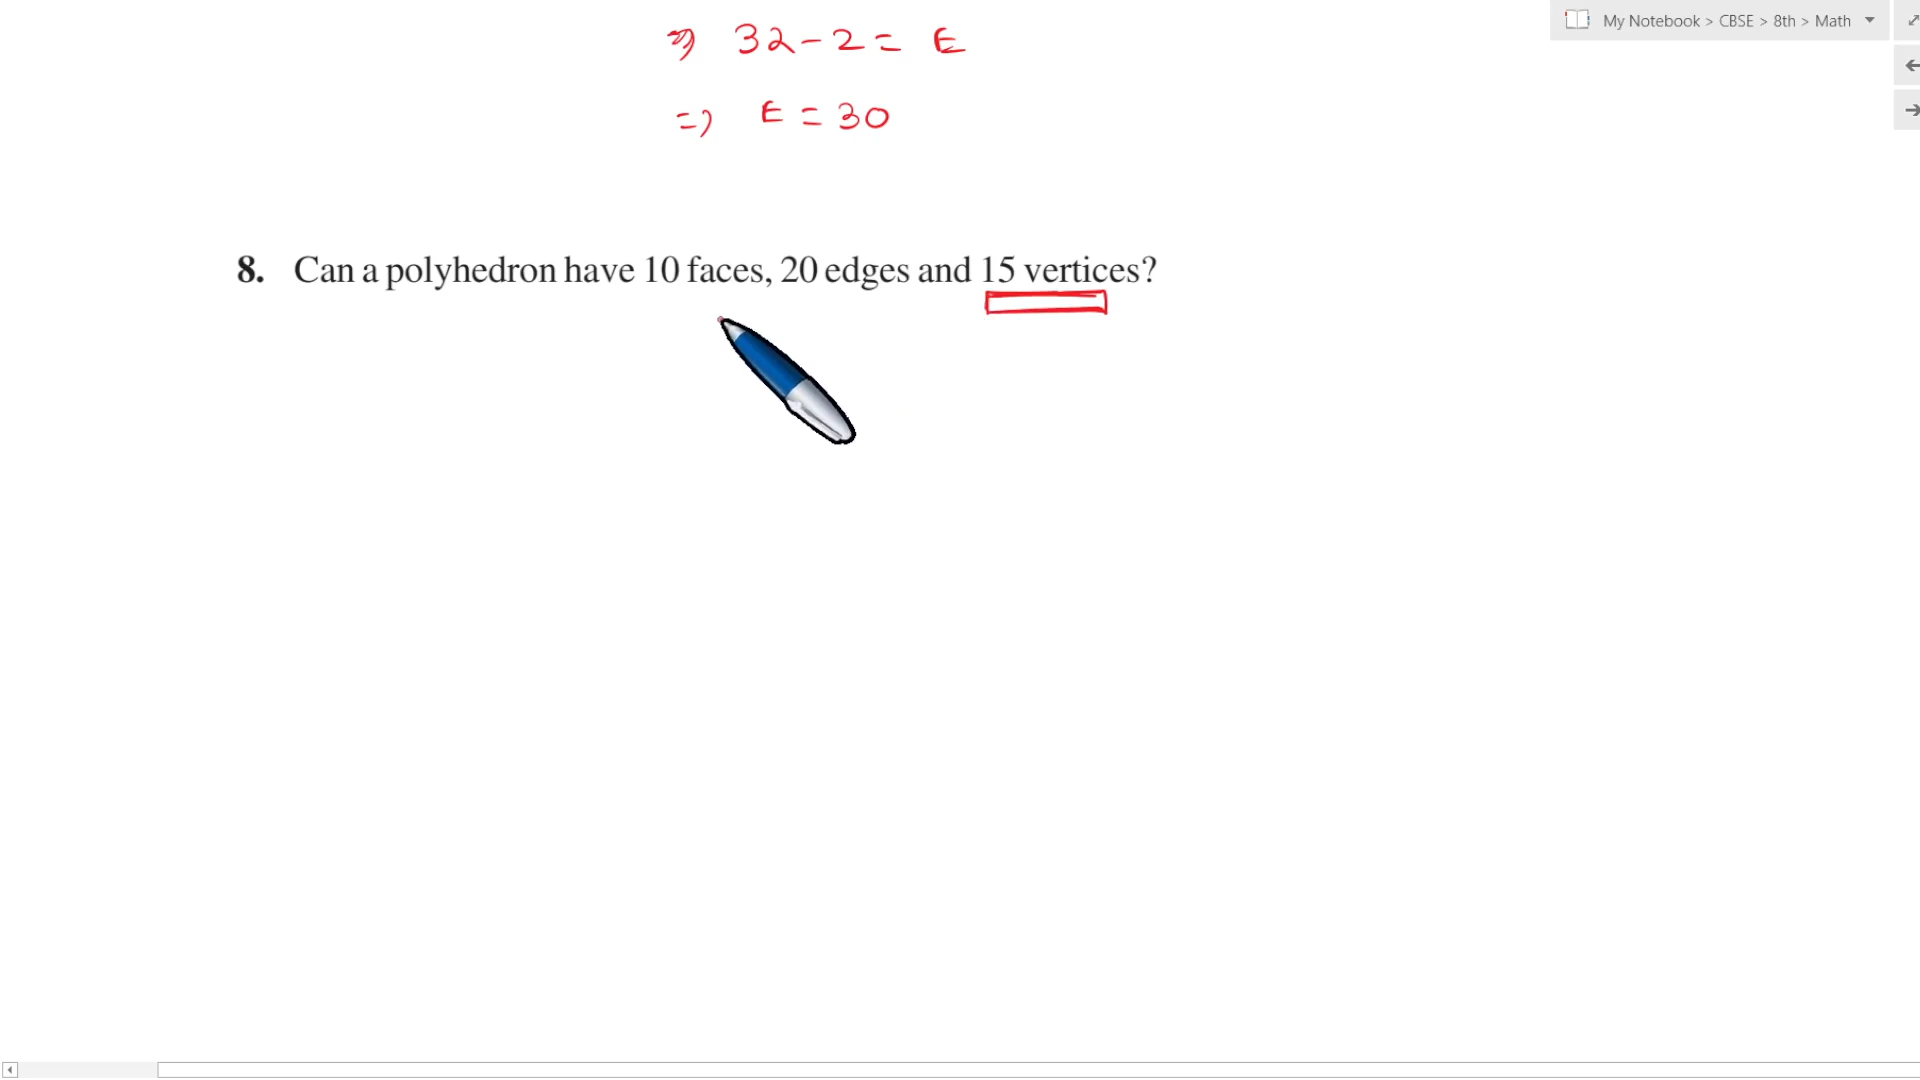 ⇒ 32-2 = E
My Notebook > CBSE > 8th > Math
⇒ E = 30
8. Can a polyhedron have 10 faces, 20 edges and 15 vertices?